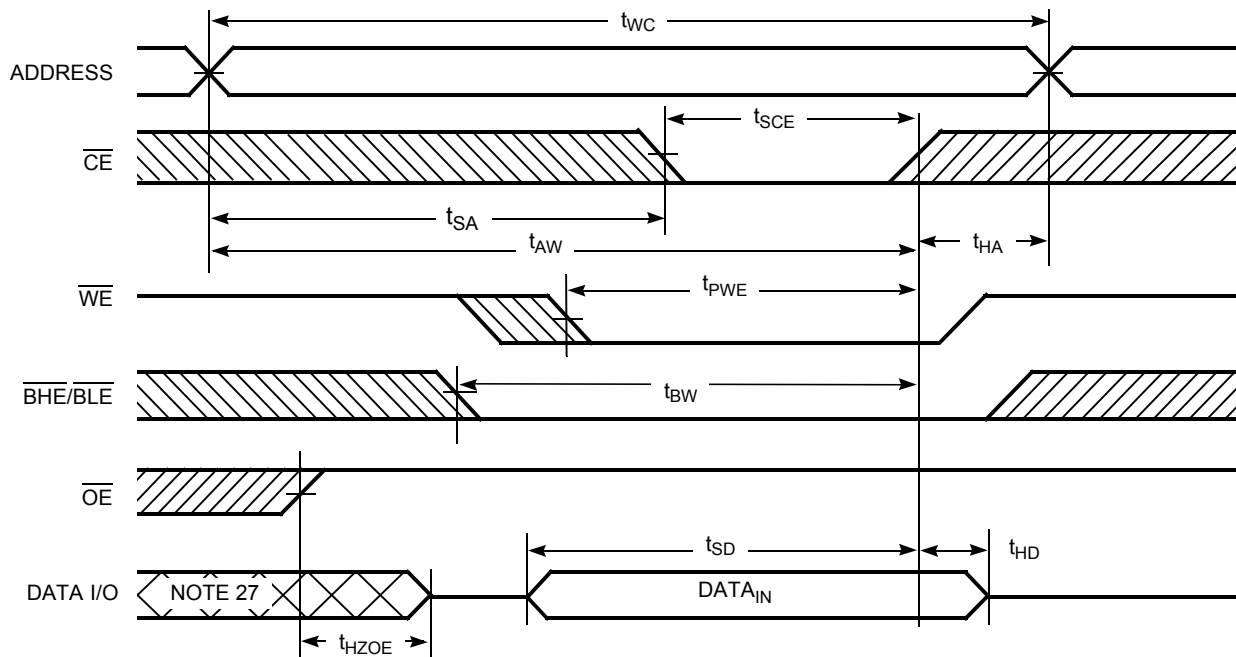 tWC
ADDRESS
tSCE
CE
tSA
tAW
tHA
WE
tPWE
BHE/BLE
tBW
OE
tSD
tHD
DATA I/O
NOTE 27
DATAIN
tHZOE